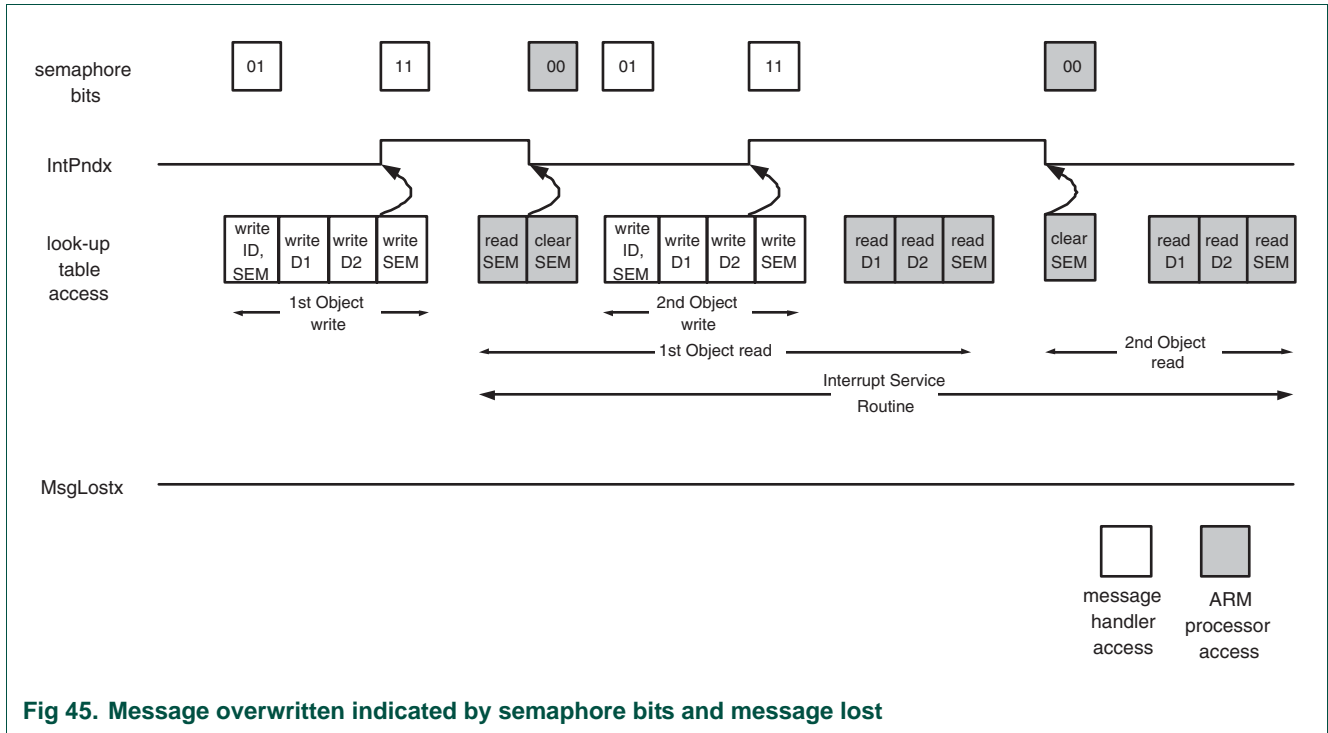 semaphore
bits
01
11
00
01
11
00
IntPndx
look-up
table
access
write
ID,
SEM
write
D1
write
D2
write
SEM
read
SEM
clear
SEM
write
ID,
SEM
write
D1
write
D2
write
SEM
read
D1
read
D2
read
SEM
clear
SEM
read
D1
read
D2
read
SEM
1st Object
write
2nd Object
write
1st Object read
2nd Object
read
Interrupt Service
Routine
MsgLostx
message
handler
access
ARM
processor
access
Fig 45. Message overwritten indicated by semaphore bits and message lost